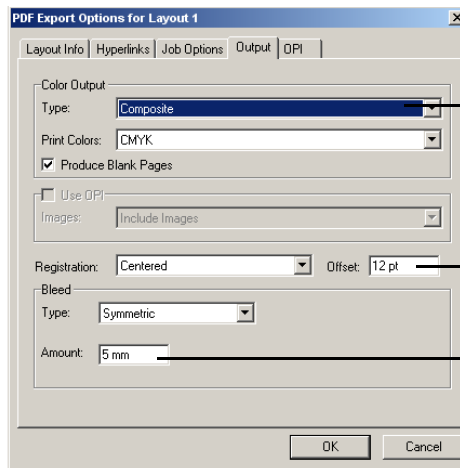 PDF Export Options for Layout 1
Layout Info Hyperlinks Job Options Output OPI
Color Output
Type: Composite
Print Colors: CMYK
Produce Blank Pages
Use OPI
Images: Include Images
Registration: Centered Offset: 12 pt
Bleed
Type: Symmetric
Amount: 5 mm
OK Cancel